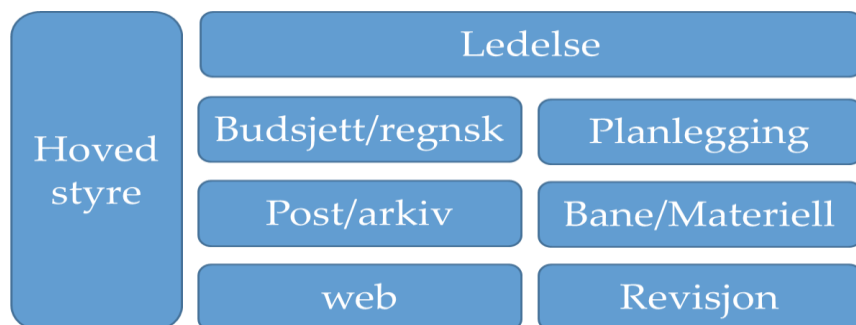 Hoved
styre
Ledelse
Budsjett/regnsk
Planlegging
Post/arkiv
Bane/Materiell
web
Revisjon